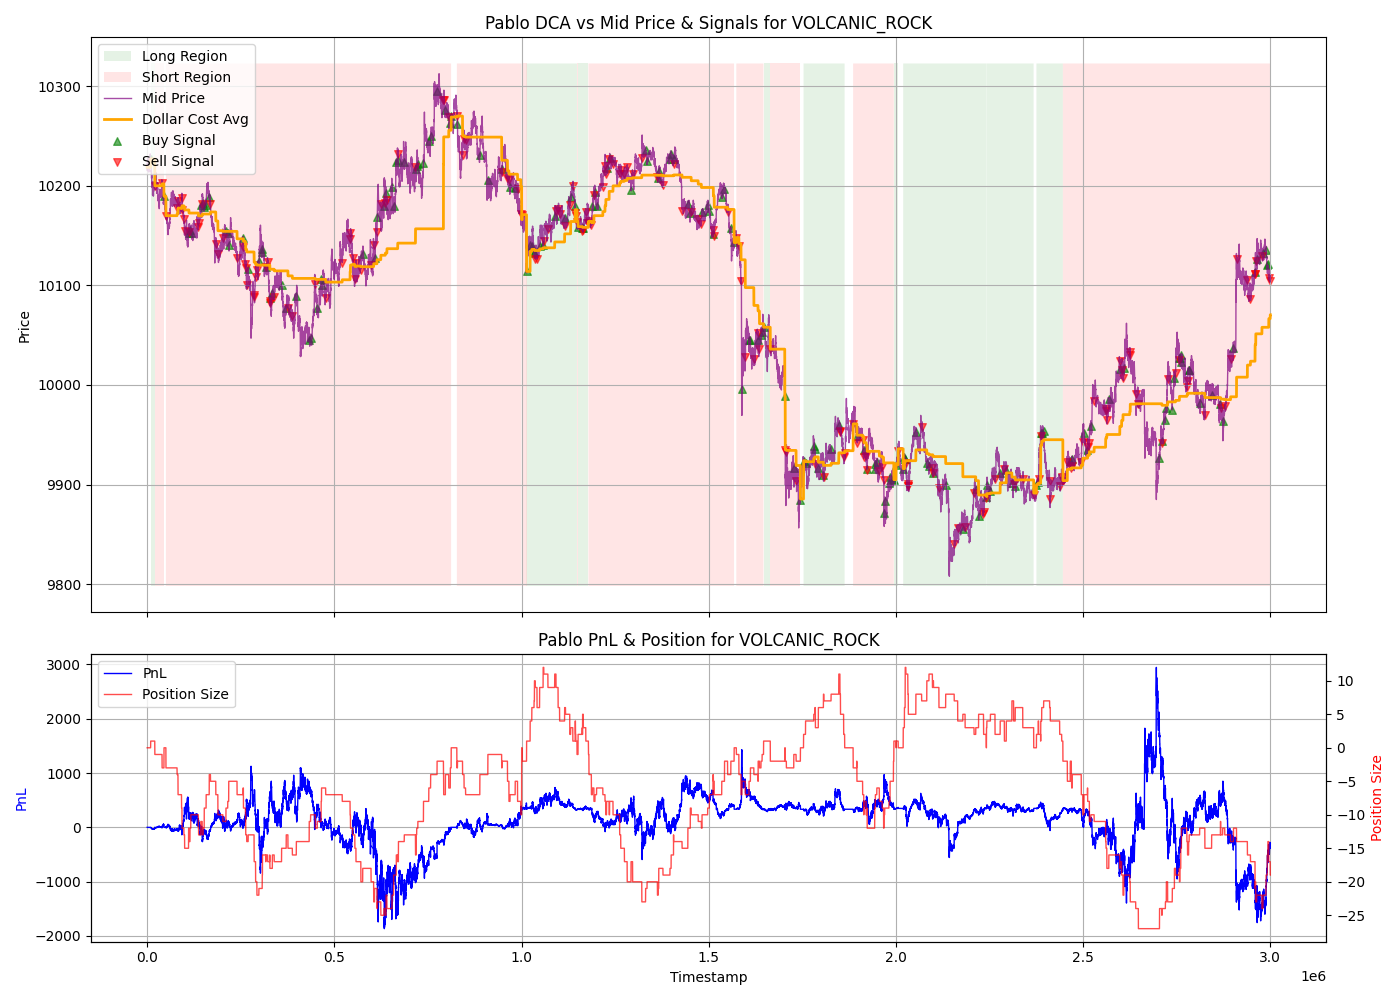 Pablo DCA vs Mid Price & Signals for VOLCANIC_ROCK
Long Region
Short Region
Mid Price
Dollar Cost Avg
Buy Signal
Sell Signal
10300
10200
10100
10000
9900
9800
Price
Pablo PnL & Position for VOLCANIC_ROCK
PnL
Position Size
3000
2000
1000
0
−1000
−2000
PnL
10
5
0
−5
−10
−15
−20
−25
Position Size
0.0 0.5 1.0 1.5 2.0 2.5 3.0
Timestamp
1e6